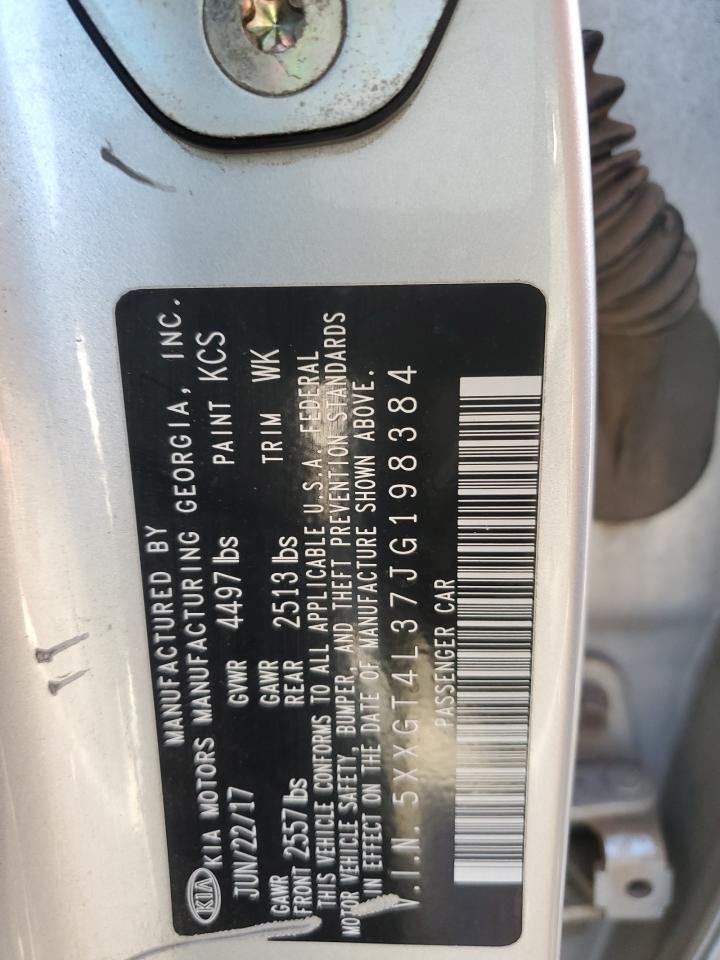 MANUFACTURED BY
KIA KIA MOTORS MANUFACTURING GEORGIA, INC.
JUN/22/17 GVWR 4497 lbs PAINT KCS
GAWR FRONT 2557 lbs GAWR REAR 2513 lbs TRIM WK
THIS VEHICLE CONFORMS TO ALL APPLICABLE U.S.A. FEDERAL
MOTOR VEHICLE SAFETY, BUMPER, AND THEFT PREVENTION STANDARDS
IN EFFECT ON THE DATE OF MANUFACTURE SHOWN ABOVE.
V.I.N. 5XXGT4L37JG198384
PASSENGER CAR